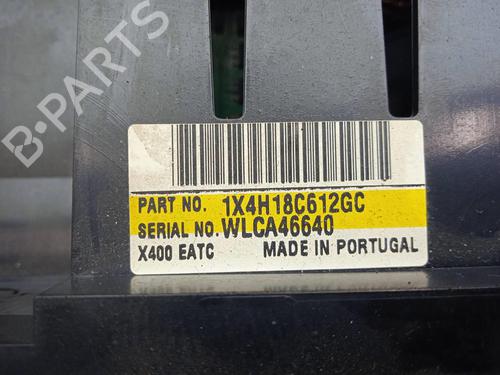 B-PARTS
PART NO. 1X4H18C612GC
SERIAL NO. WLCA46640
X400 EATC MADE IN PORTUGAL